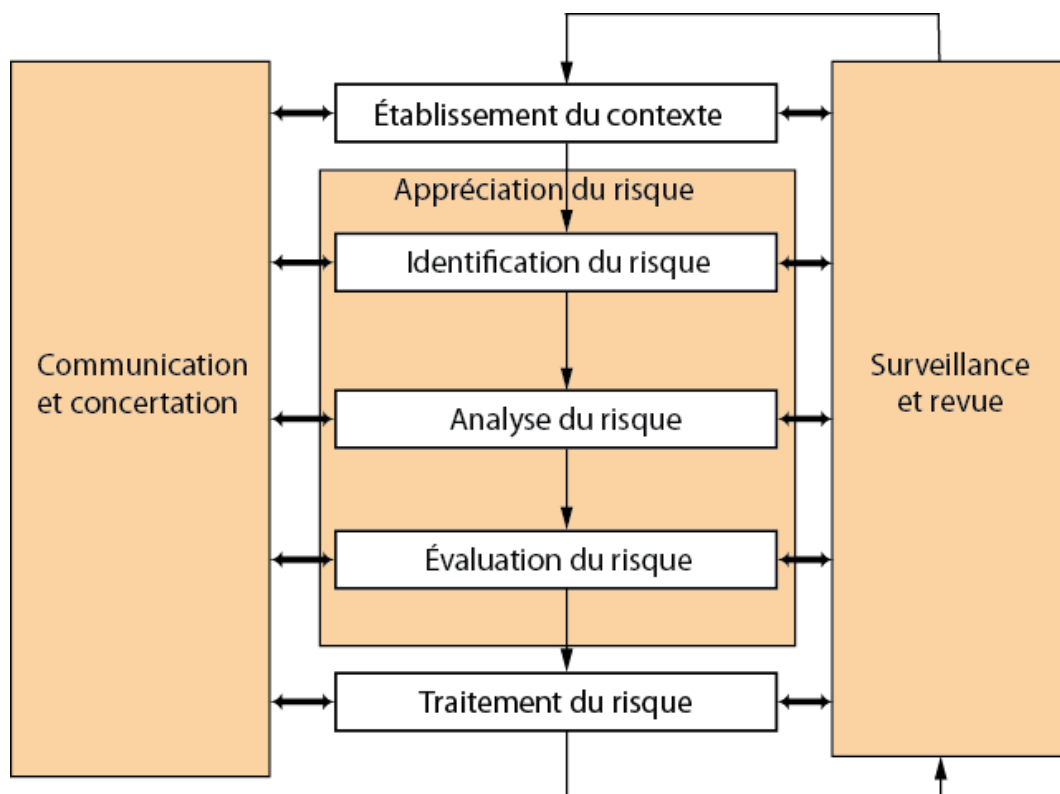 Établissement du contexte
Appréciation du risque
Identification du risque
Communication
et concertation
Surveillance
et revue
Analyse du risque
Évaluation du risque
Traitement du risque